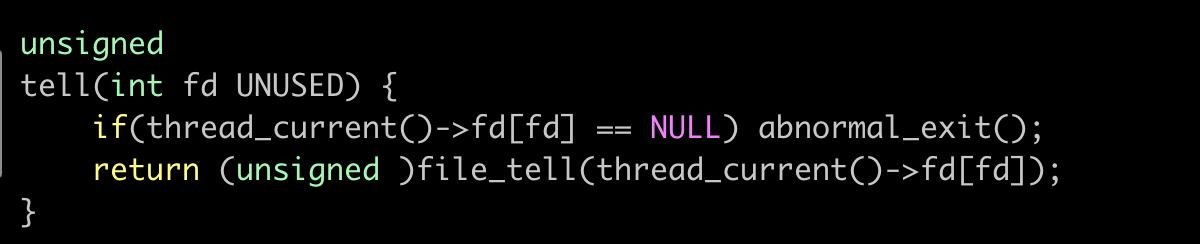 unsigned
tell(int fd UNUSED) {
    if(thread_current()->fd[fd] == NULL) abnormal_exit();
    return (unsigned )file_tell(thread_current()->fd[fd]);
}